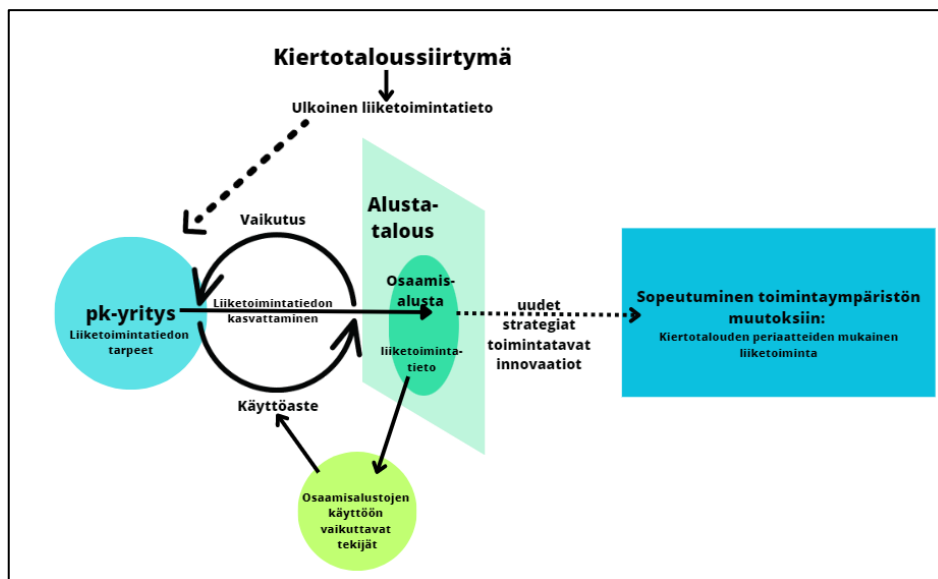 Kiertotaloussiirtymä
Ulkoinen liiketoimintatieto
Vaikutus
Alusta-
talous
pk-yritys
Liiketoimintatiedon
tarpeet
Liiketoimintatiedon
kasvattaminen
Osaamis-
alusta
liiketoiminta-
tieto
Käyttöaste
uudet
strategiat
toimintatavat
innovaatiot
Sopeutuminen toimintaympäristön
muutoksiin:
Kiertotalouden periaatteiden mukainen
liiketoiminta
Osaamisalustojen
käyttöön
vaikuttavat
tekijät